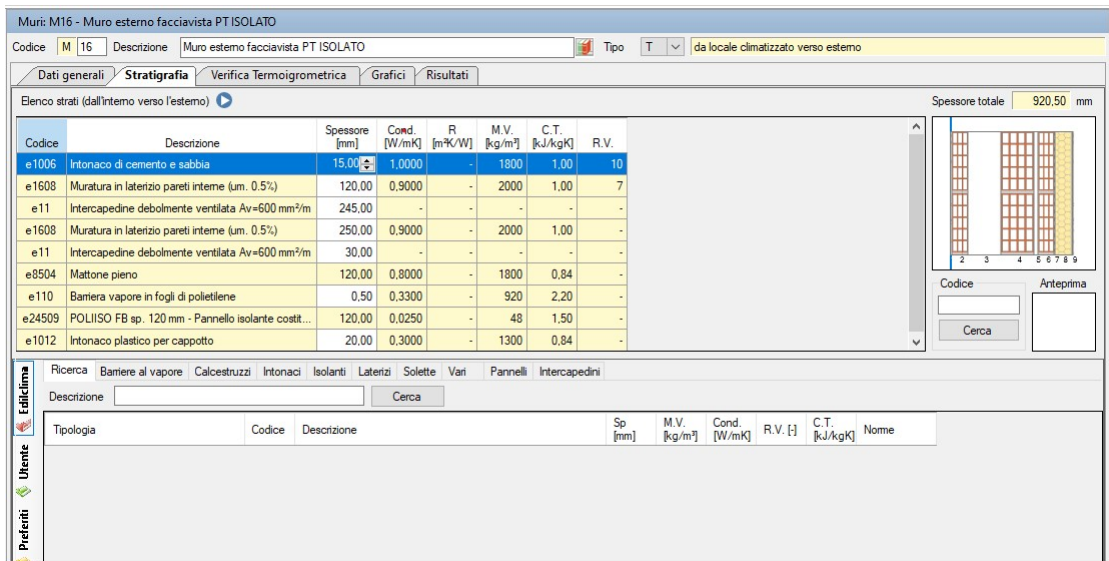 Muri: M16 - Muro esterno facciavista PT ISOLATO
Codice M 16 Descrizione Muro esterno facciavista PT ISOLATO Tipo T da locale climatizzato verso esterno
Dati generali Stratigrafia Verifica Termoigrometrica Grafici Risultati
Elenco strati (dall'interno verso l'esterno) Spessore totale 920,50 mm
Codice Descrizione Spessore [mm] Cond. [W/mK] R [m²K/W] M.V. [kg/m³] C.T. [kJ/kgK] R.V.
e1006 Intonaco di cemento e sabbia 15,00 1,0000 - 1800 1,00 10
e1608 Muratura in laterizio pareti interne (um. 0.5%) 120,00 0,9000 - 2000 1,00 7
e11 Intercapedine debolmente ventilata Av=600 mm²/m 245,00 - - - - -
e1608 Muratura in laterizio pareti interne (um. 0.5%) 250,00 0,9000 - 2000 1,00 -
e11 Intercapedine debolmente ventilata Av=600 mm²/m 30,00 - - - - -
e8504 Mattone pieno 120,00 0,8000 - 1800 0,84 -
e110 Barriera vapore in fogli di polietilene 0,50 0,3300 - 920 2,20 -
e24509 POLIISO FB sp. 120 mm - Pannello isolante costit... 120,00 0,0250 - 48 1,50 -
e1012 Intonaco plastico per cappotto 20,00 0,3000 - 1300 0,84 -
2 3 4 5 6 7 8 9
Codice Anteprima
Cerca
Edilclima
Utente
Preferiti
Ricerca Barriere al vapore Calcestruzzi Intonaci Isolanti Laterizi Solette Vari Pannelli Intercapedini
Descrizione Cerca
Tipologia Codice Descrizione Sp [mm] M.V. [kg/m³] Cond. [W/mK] R.V. [-] C.T. [kJ/kgK] Norme